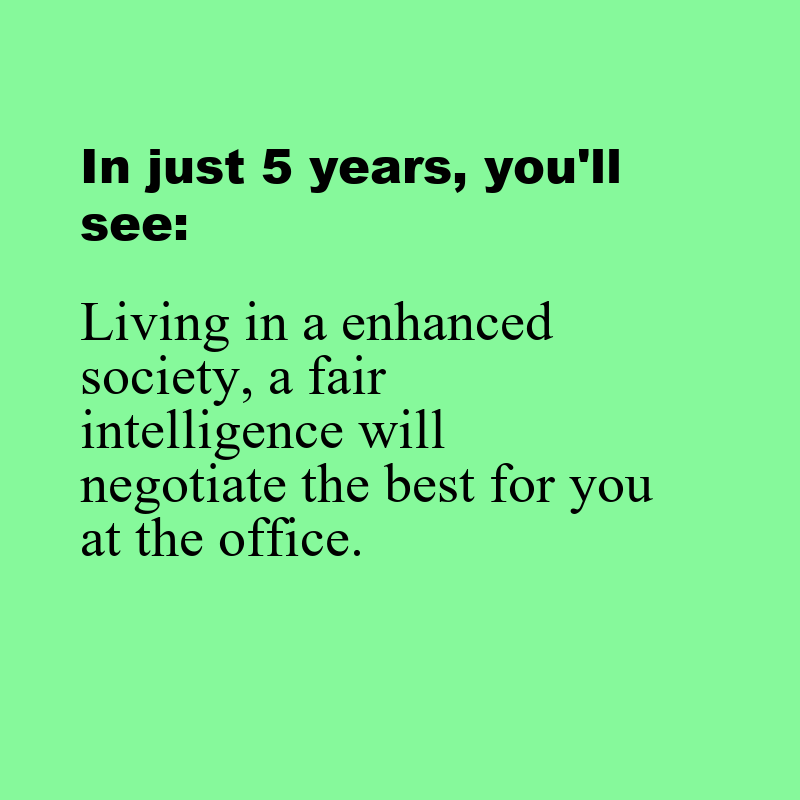 In just 5 years, you'll
see:
Living in a enhanced
society, a fair
intelligence will
negotiate the best for you
at the office.